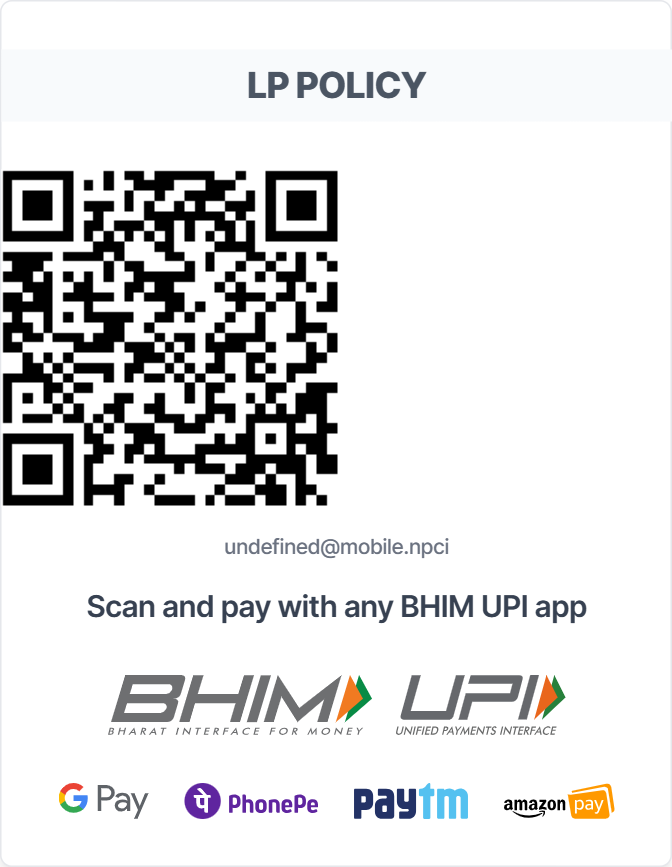 LP POLICY
undefined@mobile.npci
Scan and pay with any BHIM UPI app
BHIM UPI
BHARAT INTERFACE FOR MONEY UNIFIED PAYMENTS INTERFACE
G Pay पे PhonePe paytm amazon pay